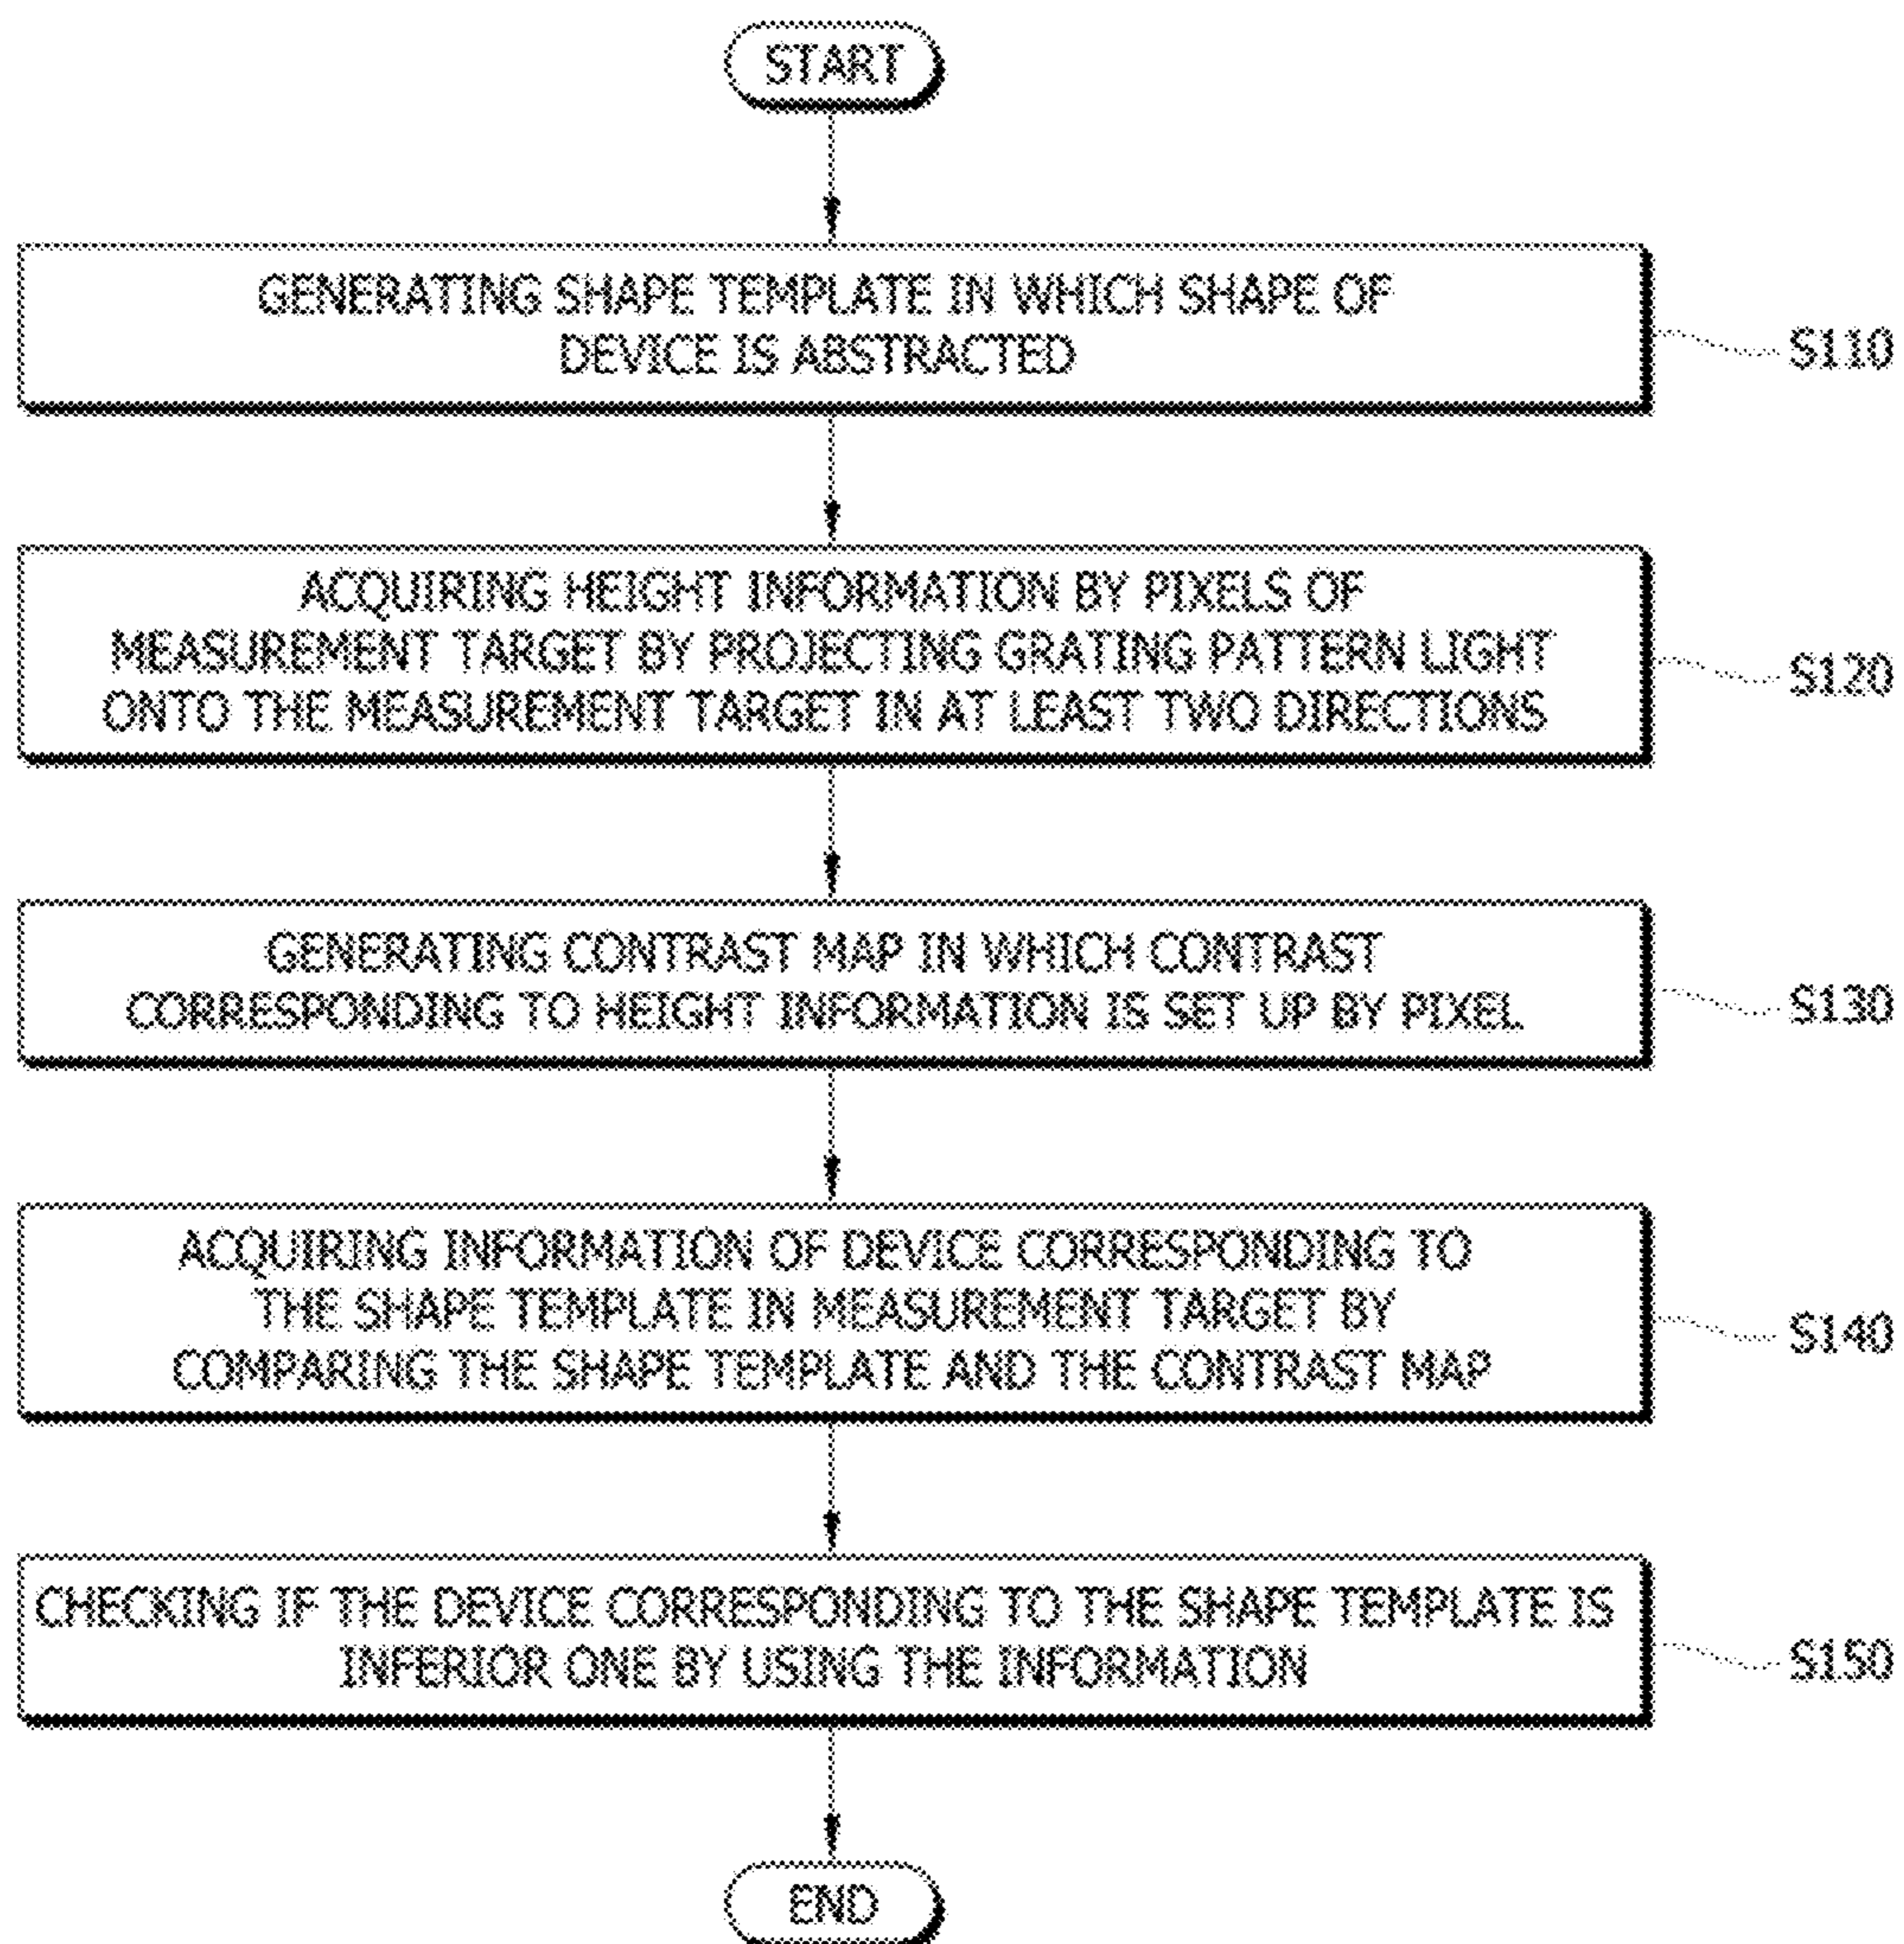 START
GENERATING SHAPE TEMPLATE IN WHICH SHAPE OF
DEVICE IS ABSTRACTED
S110
ACQUIRING HEIGHT INFORMATION BY PIXELS OF
MEASUREMENT TARGET BY PROJECTING GRATING PATTERN LIGHT
ONTO THE MEASUREMENT TARGET IN AT LEAST TWO DIRECTIONS
S120
GENERATING CONTRAST MAP IN WHICH CONTRAST
CORRESPONDING TO HEIGHT INFORMATION IS SET UP BY PIXEL
S130
ACQUIRING INFORMATION OF DEVICE CORRESPONDING TO
THE SHAPE TEMPLATE IN MEASUREMENT TARGET BY
COMPARING THE SHAPE TEMPLATE AND THE CONTRAST MAP
S140
CHECKING IF THE DEVICE CORRESPONDING TO THE SHAPE TEMPLATE IS
INFERIOR ONE BY USING THE INFORMATION
S150
END